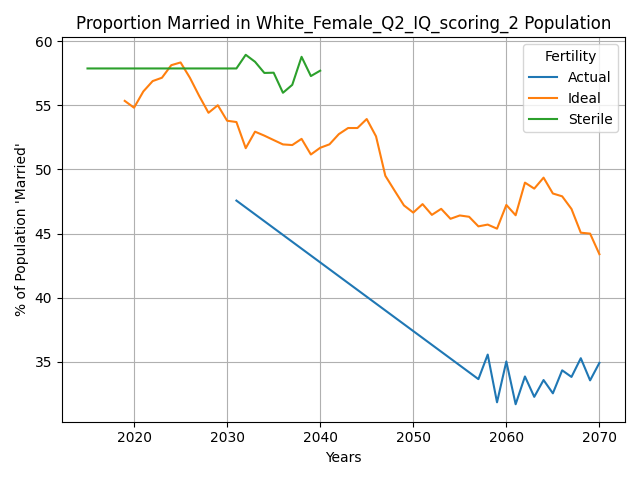 Proportion Married in White_Female_Q2_IQ_scoring_2 Population
% of Population 'Married'
60
55
50
45
40
35
Fertility
Actual
Ideal
Sterile
2020 2030 2040 2050 2060 2070
Years